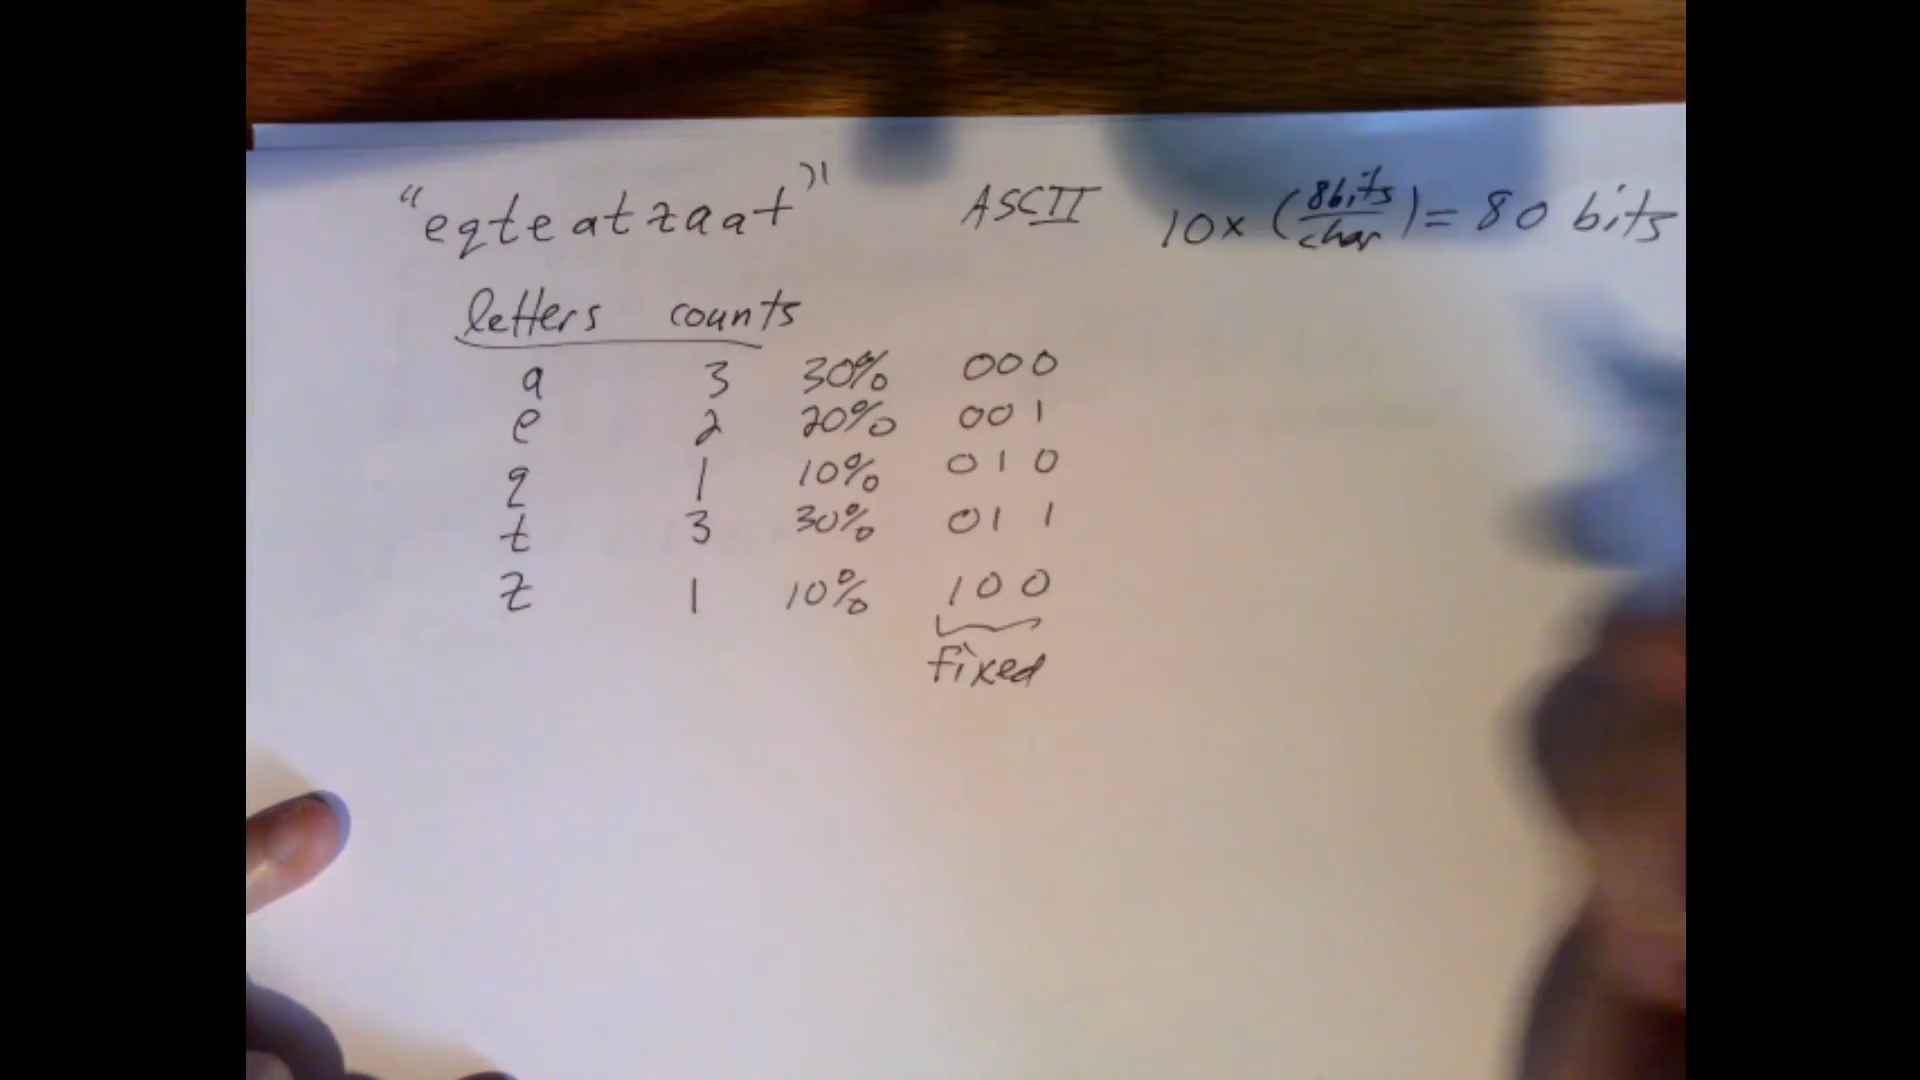 "eqteatzaat" ASCII 10x (8bits/char) = 80 bits
letters counts
a 3 30% 000
e 2 20% 001
q 1 10% 010
t 3 30% 011
z 1 10% 100
fixed